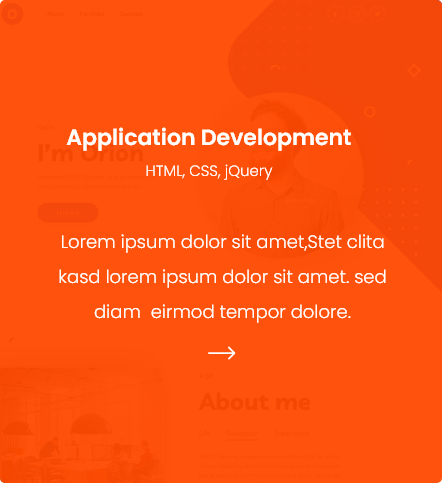 Application Development
I'm Orion
HTML, CSS, jQuery
Lorem ipsum dolor sit amet,Stet clita
kasd lorem ipsum dolor sit amet. sed
diam  eirmod tempor dolore.
About me